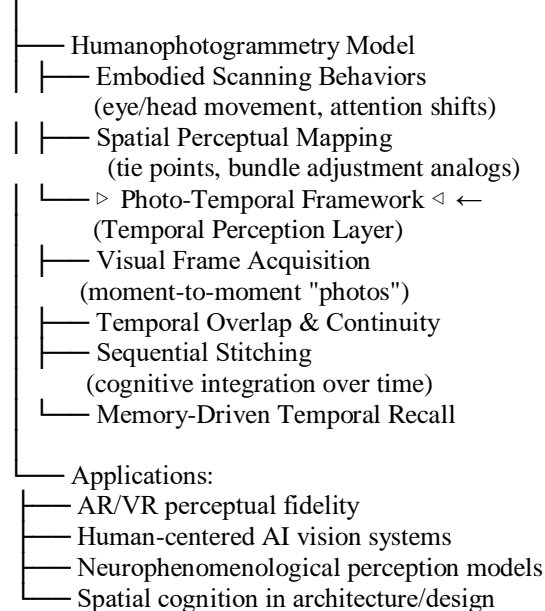 Humanophotogrammetry Model
Embodied Scanning Behaviors
(eye/head movement, attention shifts)
Spatial Perceptual Mapping
(tie points, bundle adjustment analogs)
▷ Photo-Temporal Framework ◁ ←
(Temporal Perception Layer)
Visual Frame Acquisition
(moment-to-moment "photos")
Temporal Overlap & Continuity
Sequential Stitching
(cognitive integration over time)
Memory-Driven Temporal Recall
Applications:
AR/VR perceptual fidelity
Human-centered AI vision systems
Neurophenomenological perception models
Spatial cognition in architecture/design